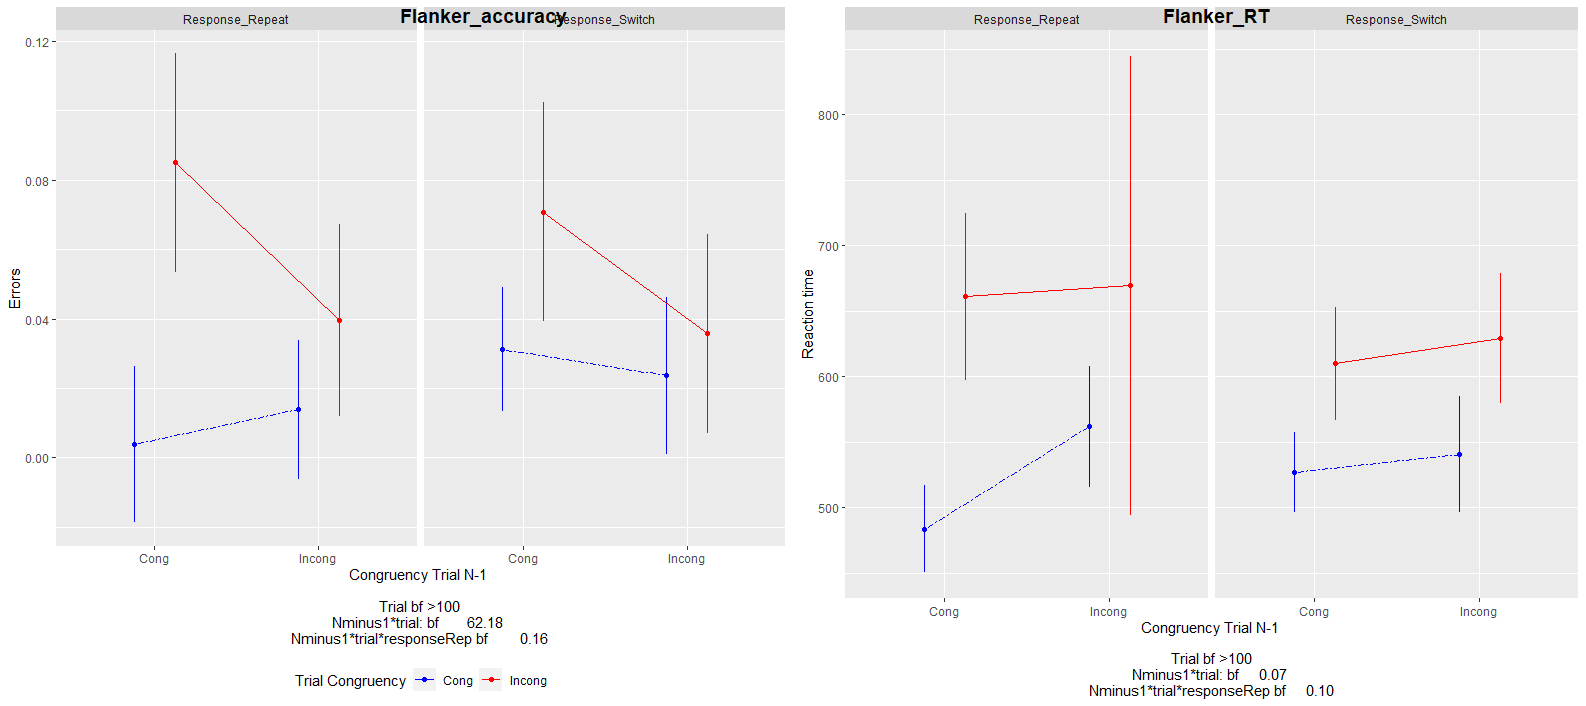 Flanker_accuracy
Response_Repeat
Response_Switch
0.12
0.08
0.04
0.00
Errors
Cong
Incong
Cong
Incong
Congruency Trial N-1
Trial bf >100
Nminus1*trial: bf 62.18
Nminus1*trial*responseRep bf 0.16
Trial Congruency Cong Incong
Flanker_RT
Response_Repeat
Response_Switch
800
700
600
500
Reaction time
Cong
Incong
Cong
Incong
Congruency Trial N-1
Trial bf >100
Nminus1*trial: bf 0.07
Nminus1*trial*responseRep bf 0.10